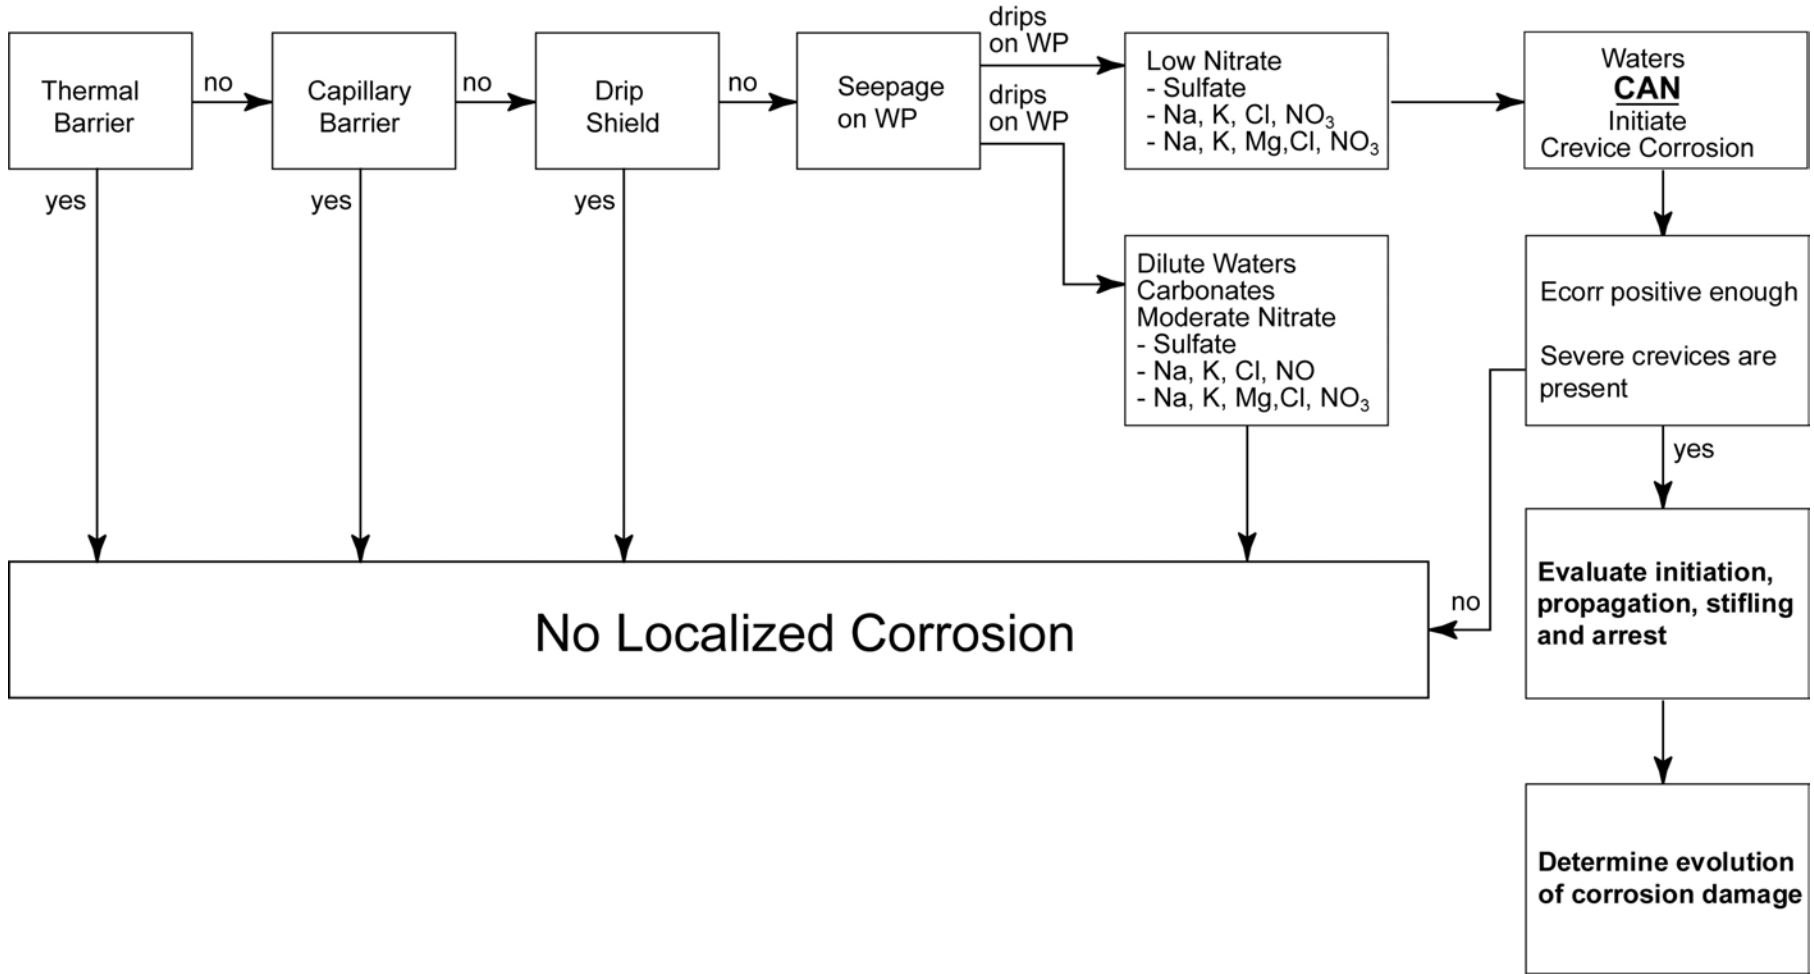 Thermal
Barrier
no
yes
Capillary
Barrier
no
yes
Drip
Shield
no
yes
Seepage
on WP
drips
on WP
drips
on WP
Low Nitrate
- Sulfate
- Na, K, Cl, NO₃
- Na, K, Mg,Cl, NO₃
Waters
CAN
Initiate
Crevice Corrosion
Dilute Waters
Carbonates
Moderate Nitrate
- Sulfate
- Na, K, Cl, NO
- Na, K, Mg,Cl, NO₃
Ecorr positive enough
Severe crevices are
present
yes
no
Evaluate initiation,
propagation, stifling
and arrest
No Localized Corrosion
Determine evolution
of corrosion damage